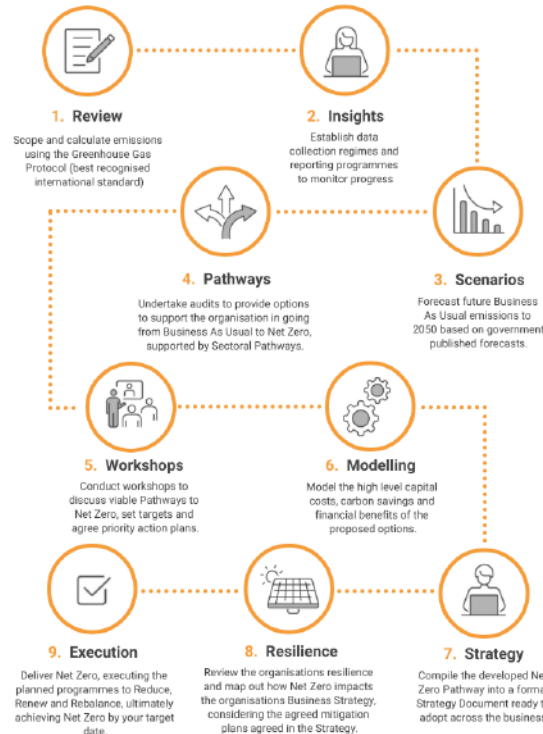 1. Review
Scope and calculate emissions
using the Greenhouse Gas
Protocol (best recognised
international standard)
2. Insights
Establish data
collection regimes and
reporting programmes
to monitor progress
3. Scenarios
Forecast future Business
As Usual emissions to
2050 based on government
published forecasts.
4. Pathways
Undertake audits to provide options
to support the organisation in going
from Business As Usual to Net Zero,
supported by Sectoral Pathways.
5. Workshops
Conduct workshops to
discuss viable Pathways to
Net Zero, set targets and
agree priority action plans.
6. Modelling
Model the high level capital
costs, carbon savings and
financial benefits of the
proposed options.
7. Strategy
Compile the developed Ne
Zero Pathway into a forma
Strategy Document ready t
adopt across the business
8. Resilience
Review the organisations resilience
and map out how Net Zero impacts
the organisations Business Strategy,
considering the agreed mitigation
plans agreed in the Strategy.
9. Execution
Deliver Net Zero, executing the
planned programmes to Reduce,
Renew and Rebalance, ultimately
achieving Net Zero by your target
date.